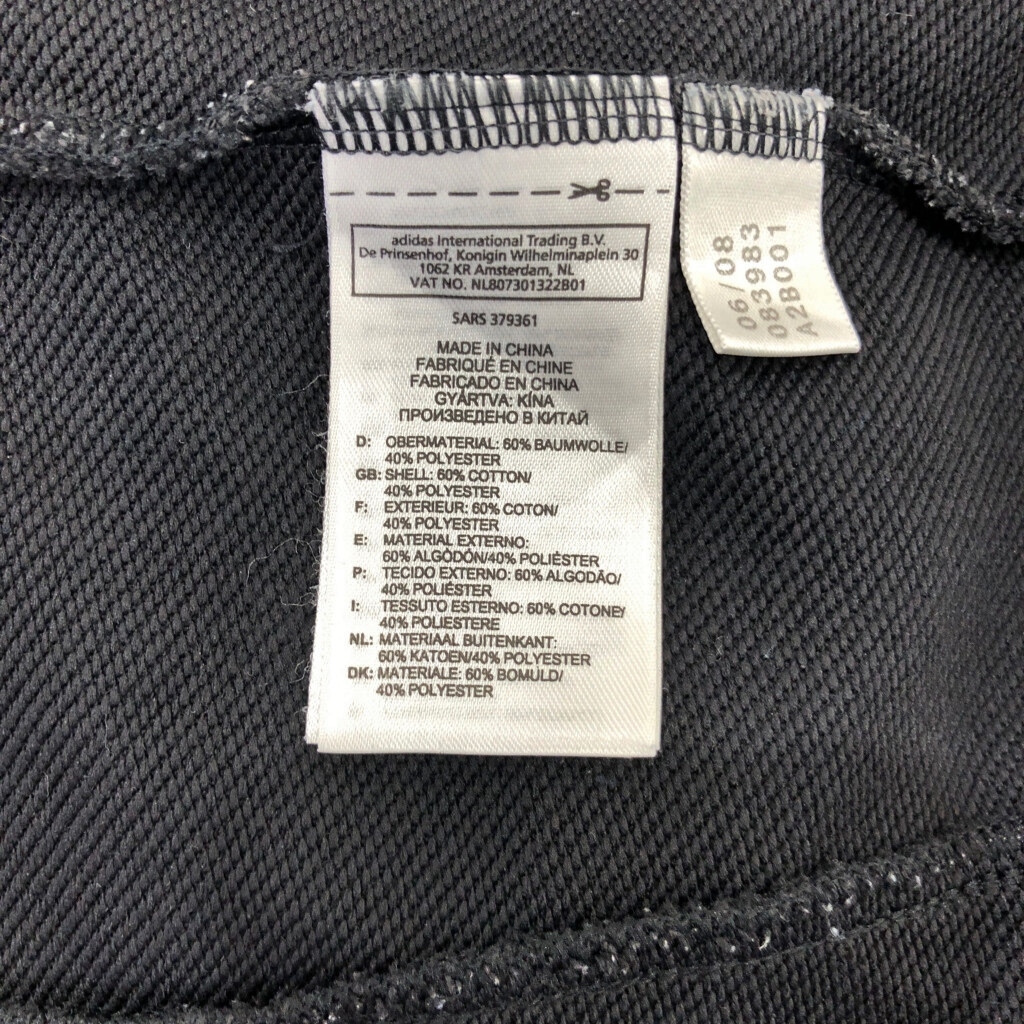 adidas International Trading B.V.
De Prinsenhof, Konigin Wilhelminaplein 30
1062 KR Amsterdam, NL
VAT NO. NL807301322B01
SARS 379361
MADE IN CHINA
FABRIQUÉ EN CHINE
FABRICADO EN CHINA
GYÁRTVA: KÍNA
ПРОИЗВЕДЕНО В КИТАЙ
D: OBERMATERIAL: 60% BAUMWOLLE/
40% POLYESTER
GB: SHELL: 60% COTTON/
40% POLYESTER
F: EXTERIEUR: 60% COTON/
40% POLYESTER
E: MATERIAL EXTERNO:
60% ALGODÓN/40% POLIÉSTER
P: TECIDO EXTERNO: 60% ALGODÃO/
40% POLIÉSTER
I: TESSUTO ESTERNO: 60% COTONE/
40% POLIESTERE
NL: MATERIAAL BUITENKANT:
60% KATOEN/40% POLYESTER
DK: MATERIALE: 60% BOMULD/
40% POLYESTER
06/08
083983
A2B001